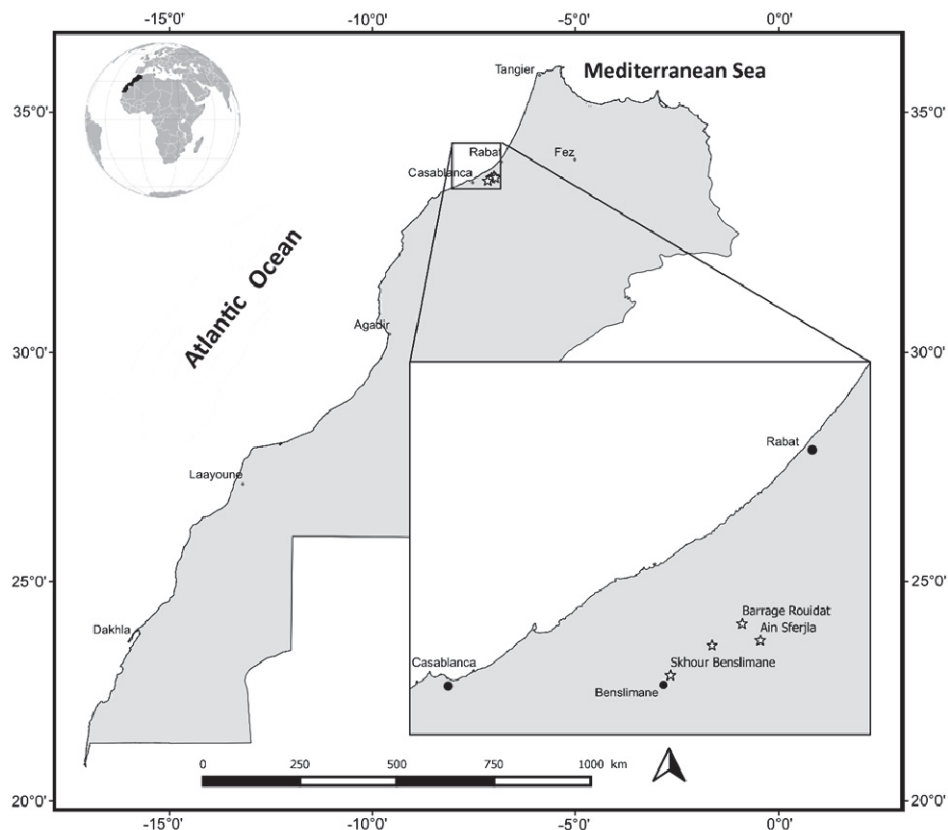 -15°0'
-10°0'
-5°0'
0°0'
Tangier
Mediterranean Sea
35°0'
35°0'
Rabat
Fez
Casablanca
Atlantic Ocean
Agadir
30°0'
30°0'
Rabat
Laayoune
25°0'
25°0'
Barrage Rouidat
Ain Sferjla
Dakhla
Casablanca
Skhour Benslimane
Benslimane
0
250
500
750
1000 km
20°0'
20°0'
-15°0'
-10°0'
-5°0'
0°0'